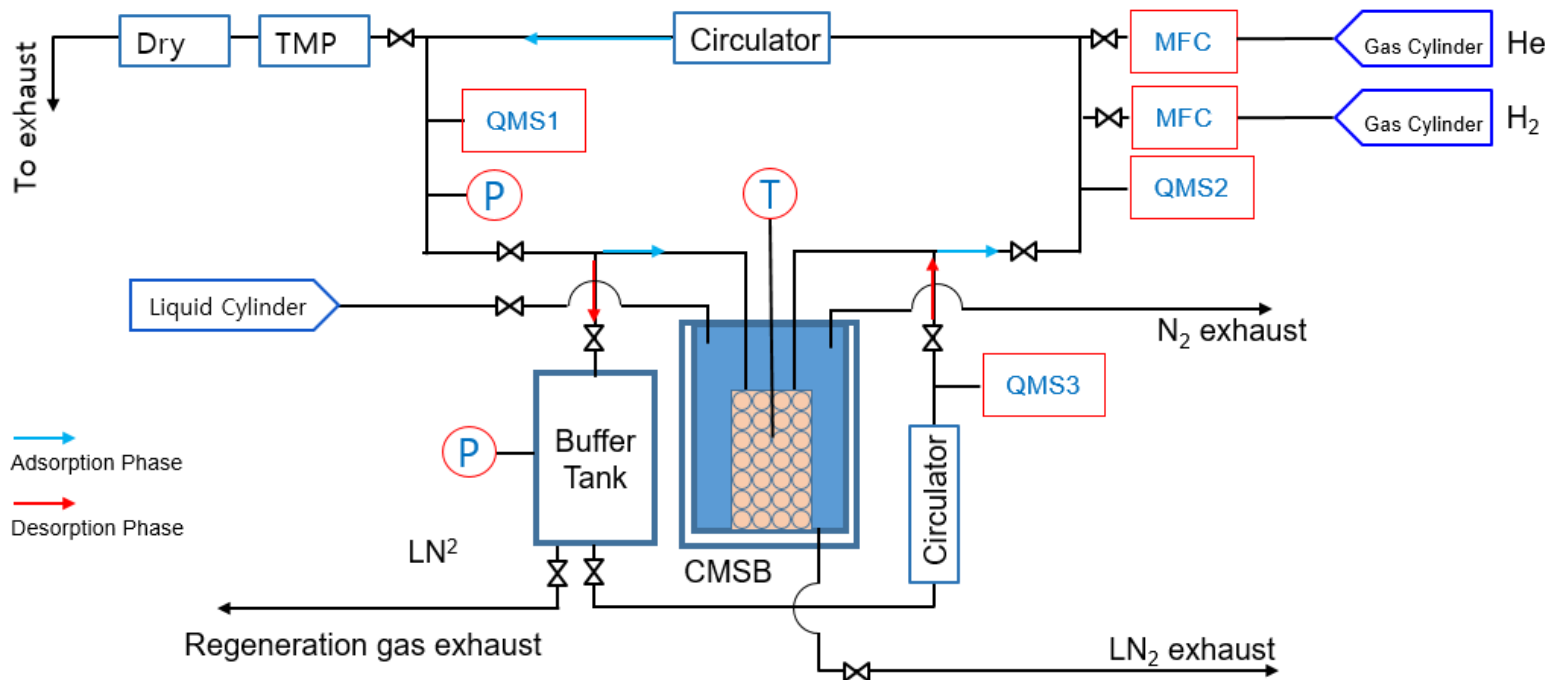 Dry
TMP
Circulator
MFC
Gas Cylinder
He
To exhaust
QMS1
MFC
Gas Cylinder
H₂
P
T
QMS2
Liquid Cylinder
N₂ exhaust
QMS3
Buffer
Tank
P
Circulator
Adsorption Phase
Desorption Phase
LN²
CMSB
Regeneration gas exhaust
LN₂ exhaust